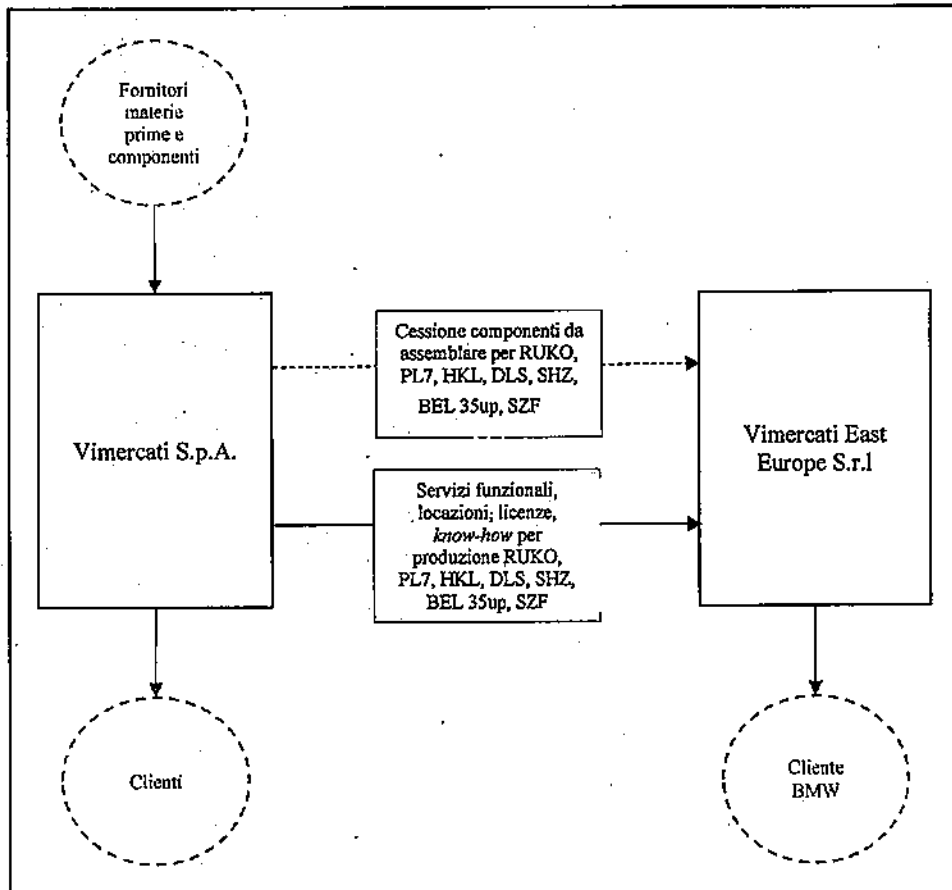 Fornitori
materie
prime e
componenti
Cessione componenti da
assemblare per RUKO,
PL7, HKL, DLS, SHZ,
BEL 35up, SZF
Vimercati S.p.A.
Vimercati East
Europe S.r.l
Servizi funzionali,
locazioni; licenze,
know-how per
produzione RUKO,
PL7, HKL, DLS, SHZ,
BEL 35up, SZF
Clienti
Cliente
BMW